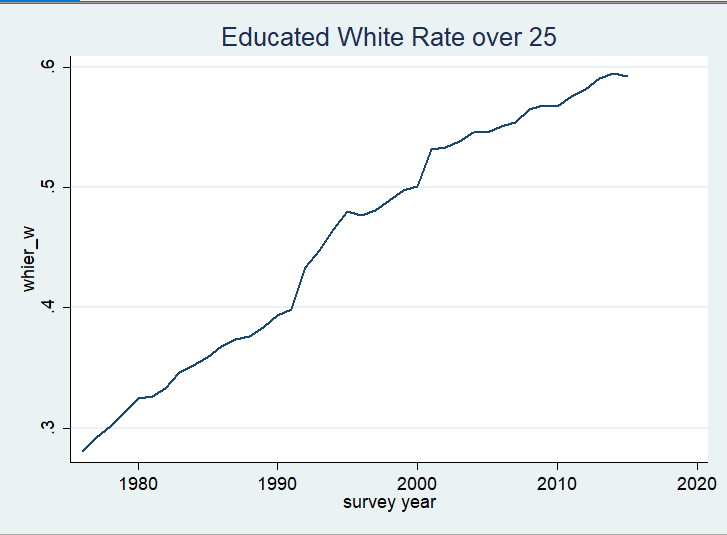 Educated White Rate over 25
whier_w
.6
.5
.4
.3
1980 1990 2000 2010 2020
survey year